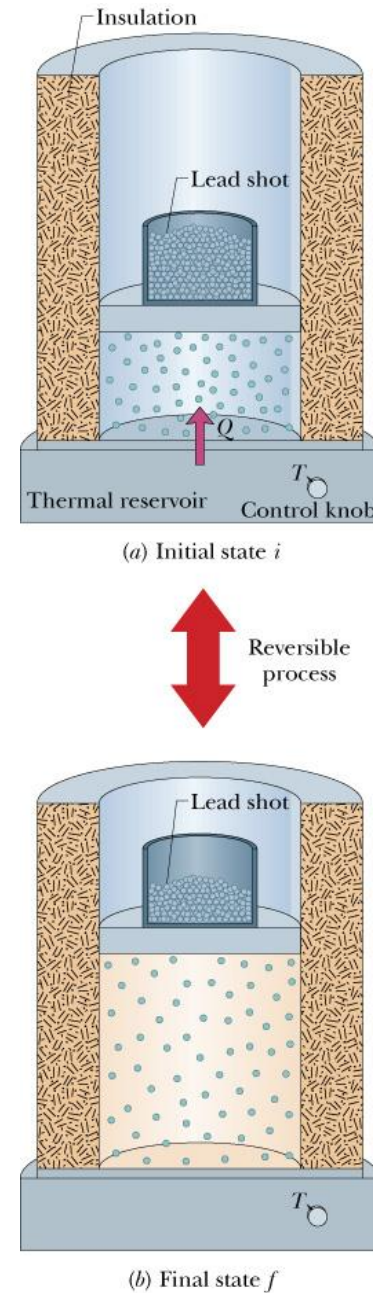 Insulation
Lead shot
Q
T
Thermal reservoir
Control knob
(a) Initial state i
Reversible
process
Lead shot
T
(b) Final state f